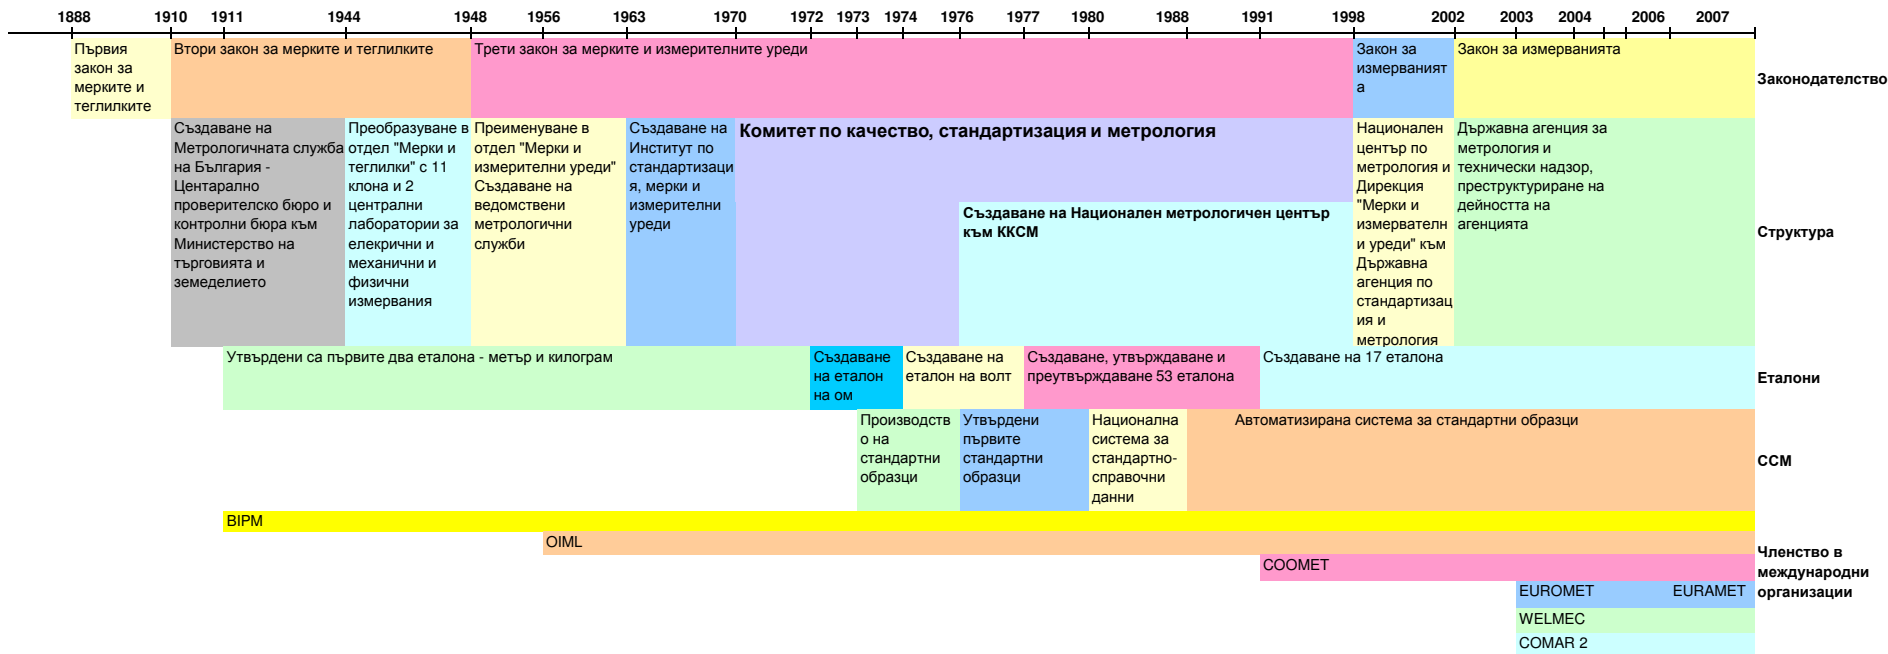 1888 1910 1911 1944 1948 1956 1963 1970 1972 1973 1974 1976 1977 1980 1988 1991 1998 2002 2003 2004 2006 2007
Първия
закон за
мерките и
теглилките
Втори закон за мерките и теглилките
Трети закон за мерките и измерителните уреди
Закон за
измерваният
а
Закон за измерванията
Законодателство
Създаване на
Метрологичната служба
на България -
Центарално
проверителско бюро и
контролни бюра към
Министерство на
търговията и
земеделието
Преобразуване в
отдел "Мерки и
теглилки" с 11
клона и 2
централни
лаборатории за
елекрични и
механични и
физични
измервания
Преименуване в
отдел "Мерки и
измерителни уреди"
Създаване на
ведомствени
метрологични
служби
Създаване на
Институт по
стандартизаци
я, мерки и
измерителни
уреди
Комитет по качество, стандартизация и метрология
Създаване на Национален метрологичен център
към ККСМ
Национален
център по
метрология и
Дирекция
"Мерки и
измервателн
и уреди" към
Държавна
агенция по
стандартизац
ия и
метрология
Държавна агенция за
метрология и
технически надзор,
преструктуриране на
дейността на
агенцията
Структура
Утвърдени са първите два еталона - метър и килограм
Създаване
на еталон
на ом
Създаване на
еталон на волт
Създаване, утвърждаване и
преутвърждаване 53 еталона
Създаване на 17 еталона
Еталони
Производств
о на
стандартни
образци
Утвърдени
първите
стандартни
образци
Национална
система за
стандартно-
справочни
данни
Автоматизирана система за стандартни образци
ССМ
BIPM
OIML
COOMET
EUROMET EURAMET
WELMEC
COMAR 2
Членство в
международни
организации